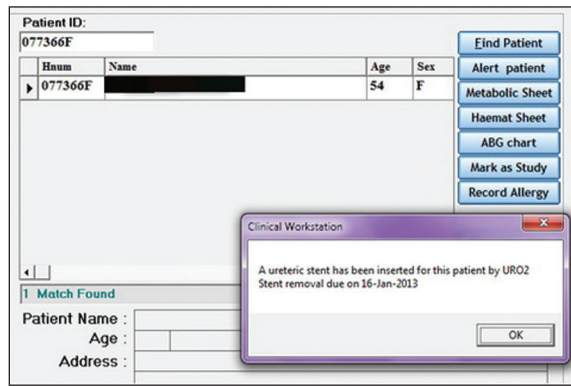 Patient ID:
077366F
Find Patient
Hnum Name Age Sex
077366F 54 F
Alert patient
Metabolic Sheet
Haemat Sheet
ABG chart
Mark as Study
Record Allergy
Clinical Workstation
A ureteric stent has been inserted for this patient by URO2
Stent removal due on 16-Jan-2013
OK
1 Match Found
Patient Name :
Age :
Address :